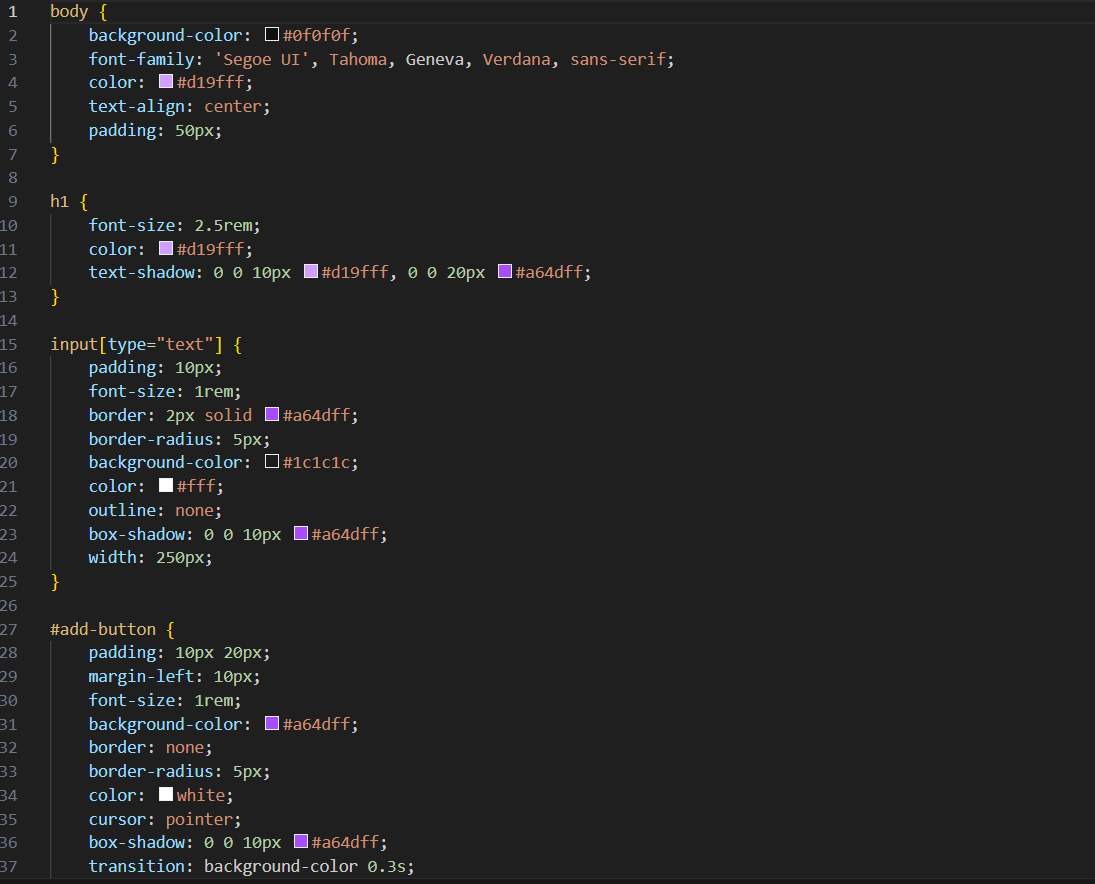 1 body {
2 background-color: #0f0f0f;
3 font-family: 'Segoe UI', Tahoma, Geneva, Verdana, sans-serif;
4 color: #d19fff;
5 text-align: center;
6 padding: 50px;
7 }
8
9 h1 {
10 font-size: 2.5rem;
11 color: #d19fff;
12 text-shadow: 0 0 10px #d19fff, 0 0 20px #a64dff;
13 }
14
15 input[type="text"] {
16 padding: 10px;
17 font-size: 1rem;
18 border: 2px solid #a64dff;
19 border-radius: 5px;
20 background-color: #1c1c1c;
21 color: #fff;
22 outline: none;
23 box-shadow: 0 0 10px #a64dff;
24 width: 250px;
25 }
26
27 #add-button {
28 padding: 10px 20px;
29 margin-left: 10px;
30 font-size: 1rem;
31 background-color: #a64dff;
32 border: none;
33 border-radius: 5px;
34 color: white;
35 cursor: pointer;
36 box-shadow: 0 0 10px #a64dff;
37 transition: background-color 0.3s;